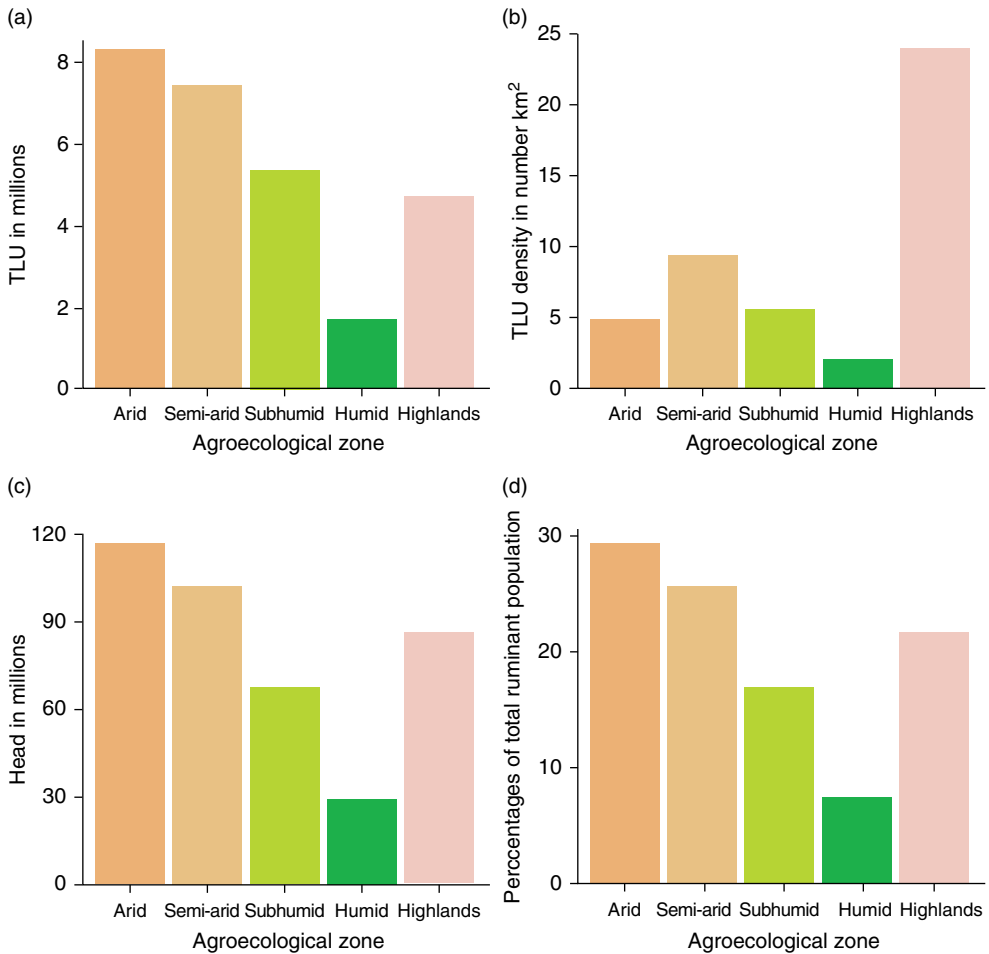 (a)
TLU in millions
8
6
4
2
0
Arid Semi-arid Subhumid Humid Highlands
Agroecological zone
(b)
TLU density in number km²
25
20
15
10
5
0
Arid Semi-arid Subhumid Humid Highlands
Agroecological zone
(c)
Head in millions
120
90
60
30
0
Arid Semi-arid Subhumid Humid Highlands
Agroecological zone
(d)
Perccentages of total ruminant population
30
20
10
0
Arid Semi-arid Subhumid Humid Highlands
Agroecological zone